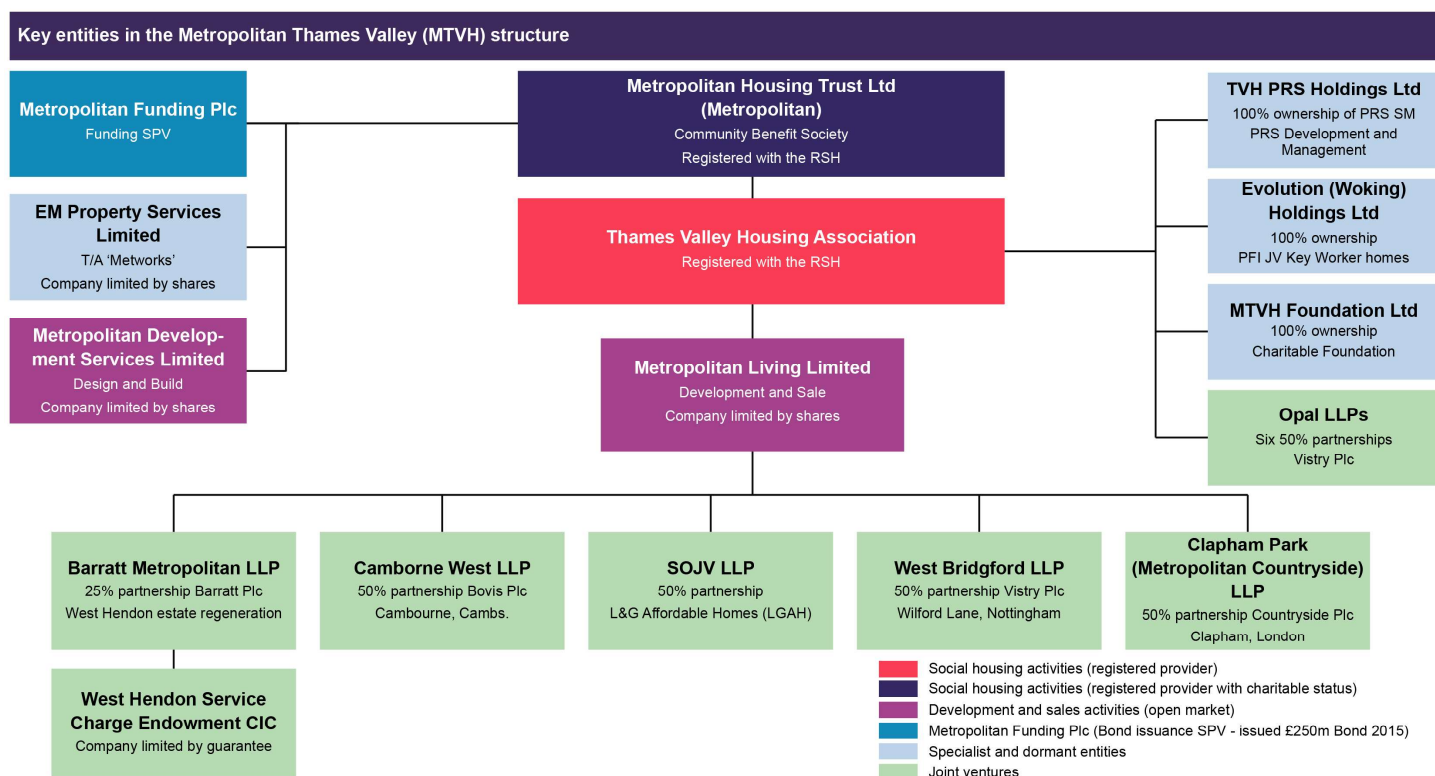 Key entities in the Metropolitan Thames Valley (MTVH) structure
Metropolitan Funding Plc
Funding SPV
EM Property Services
Limited
T/A ‘Metworks’
Company limited by shares
Metropolitan Develop-
ment Services Limited
Design and Build
Company limited by shares
Metropolitan Housing Trust Ltd
(Metropolitan)
Community Benefit Society
Registered with the RSH
Thames Valley Housing Association
Registered with the RSH
Metropolitan Living Limited
Development and Sale
Company limited by shares
TVH PRS Holdings Ltd
100% ownership of PRS SM
PRS Development and
Management
Evolution (Woking)
Holdings Ltd
100% ownership
PFI JV Key Worker homes
MTVH Foundation Ltd
100% ownership
Charitable Foundation
Opal LLPs
Six 50% partnerships
Vistry Plc
Barratt Metropolitan LLP
25% partnership Barratt Plc
West Hendon estate regeneration
Camborne West LLP
50% partnership Bovis Plc
Cambourne, Cambs.
SOJV LLP
50% partnership
L&G Affordable Homes (LGAH)
West Bridgford LLP
50% partnership Vistry Plc
Wilford Lane, Nottingham
Clapham Park
(Metropolitan Countryside)
LLP
50% partnership Countryside Plc
Clapham, London
West Hendon Service
Charge Endowment CIC
Company limited by guarantee
Social housing activities (registered provider)
Social housing activities (registered provider with charitable status)
Development and sales activities (open market)
Metropolitan Funding Plc (Bond issuance SPV - issued £250m Bond 2015)
Specialist and dormant entities
Joint ventures